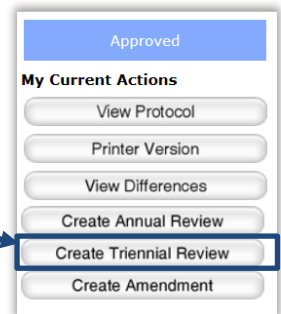 Approved
My Current Actions
View Protocol
Printer Version
View Differences
Create Annual Review
Create Triennial Review
Create Amendment